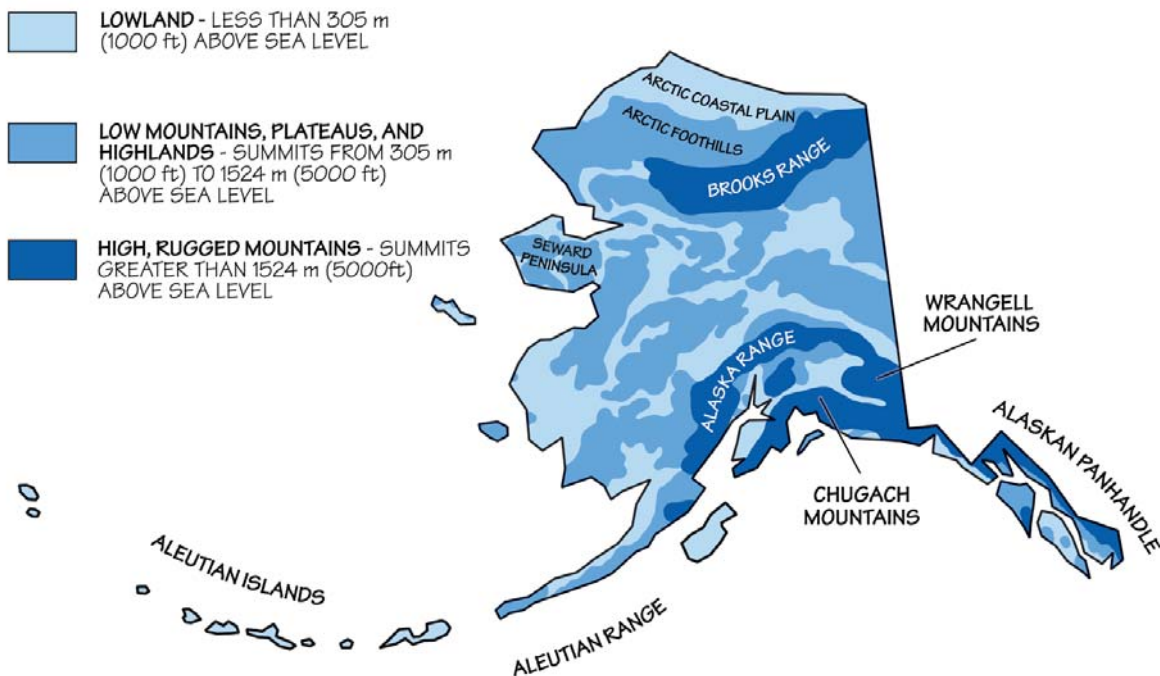 LOWLAND - LESS THAN 305 m
(1000 ft) ABOVE SEA LEVEL
LOW MOUNTAINS, PLATEAUS, AND
HIGHLANDS - SUMMITS FROM 305 m
(1000 ft) TO 1524 m (5000 ft)
ABOVE SEA LEVEL
HIGH, RUGGED MOUNTAINS - SUMMITS
GREATER THAN 1524 m (5000ft)
ABOVE SEA LEVEL
ARCTIC COASTAL PLAIN
ARCTIC FOOTHILLS
BROOKS RANGE
SEWARD
PENINSULA
WRANGELL
MOUNTAINS
ALASKA RANGE
ALASKAN PANHANDLE
CHUGACH
MOUNTAINS
ALEUTIAN ISLANDS
ALEUTIAN RANGE